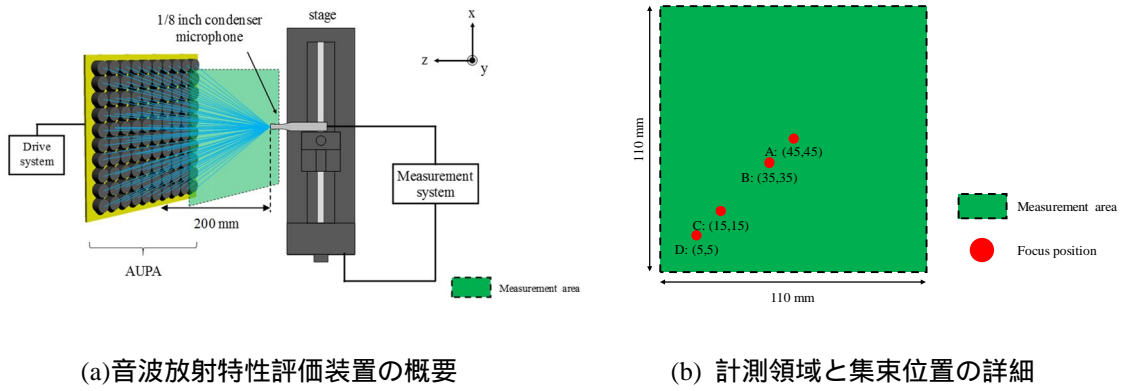 1/8 inch condenser
microphone
stage
x
z
y
Drive
system
Measurement
system
200 mm
AUPA
Measurement area
(a)音波放射特性評価装置の概要
110 mm
A: (45,45)
B: (35,35)
C: (15,15)
D: (5,5)
110 mm
Measurement area
Focus position
(b) 計測領域と集束位置の詳細